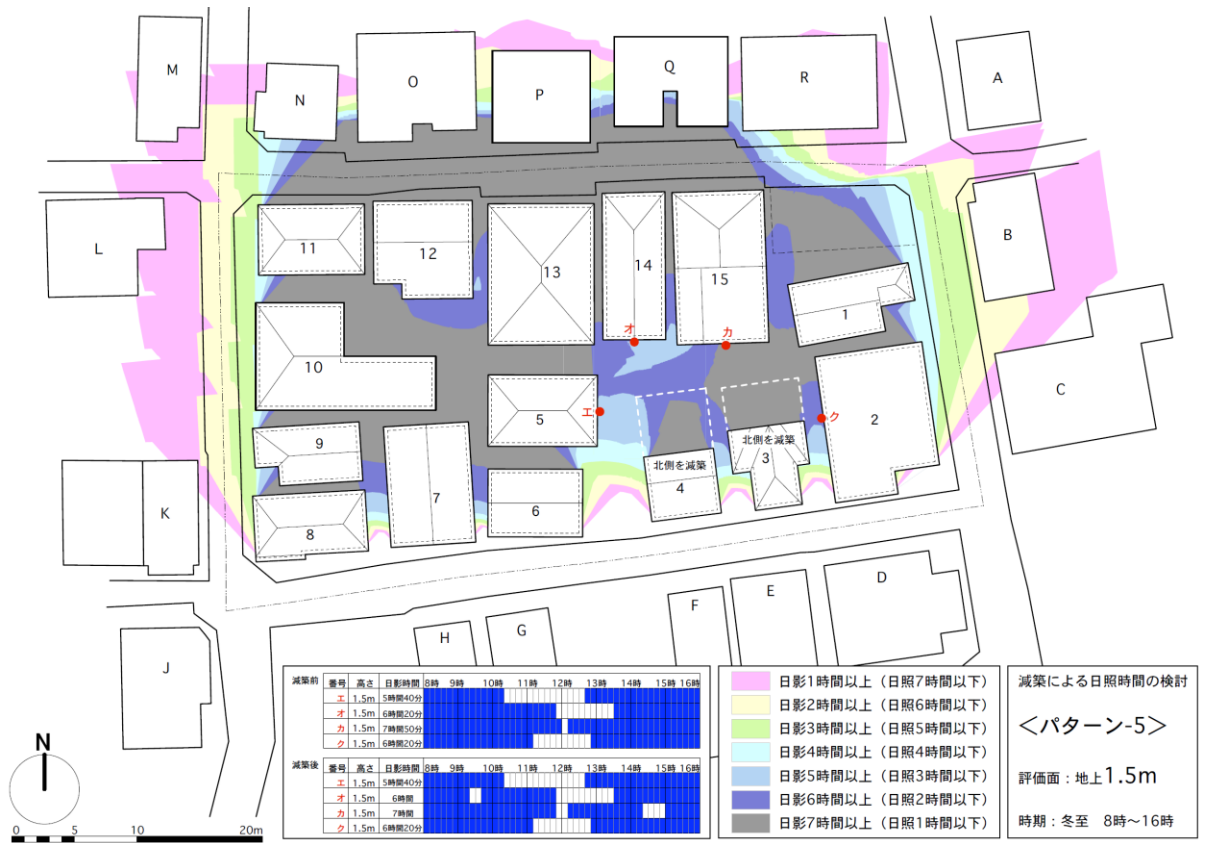 M
N
O
P
Q
R
A
L
B
C
11
12
13
14
15
1
10
オ
カ
エ
ク
5
2
9
7
8
6
北側を減築
4
北側を減築
3
K
J
H
G
F
E
D
N
0 5 10 20m
減築前 番号 高さ 日影時間 8時 9時 10時 11時 12時 13時 14時 15時 16時
エ 1.5m 5時間40分
オ 1.5m 6時間20分
カ 1.5m 7時間50分
ク 1.5m 6時間20分
減築後 番号 高さ 日影時間 8時 9時 10時 11時 12時 13時 14時 15時 16時
エ 1.5m 5時間40分
オ 1.5m 6時間
カ 1.5m 7時間
ク 1.5m 6時間20分
日影1時間以上（日照7時間以下）
日影2時間以上（日照6時間以下）
日影3時間以上（日照5時間以下）
日影4時間以上（日照4時間以下）
日影5時間以上（日照3時間以下）
日影6時間以上（日照2時間以下）
日影7時間以上（日照1時間以下）
減築による日照時間の検討
＜パターン-5＞
評価面：地上1.5m
時期：冬至 8時～16時